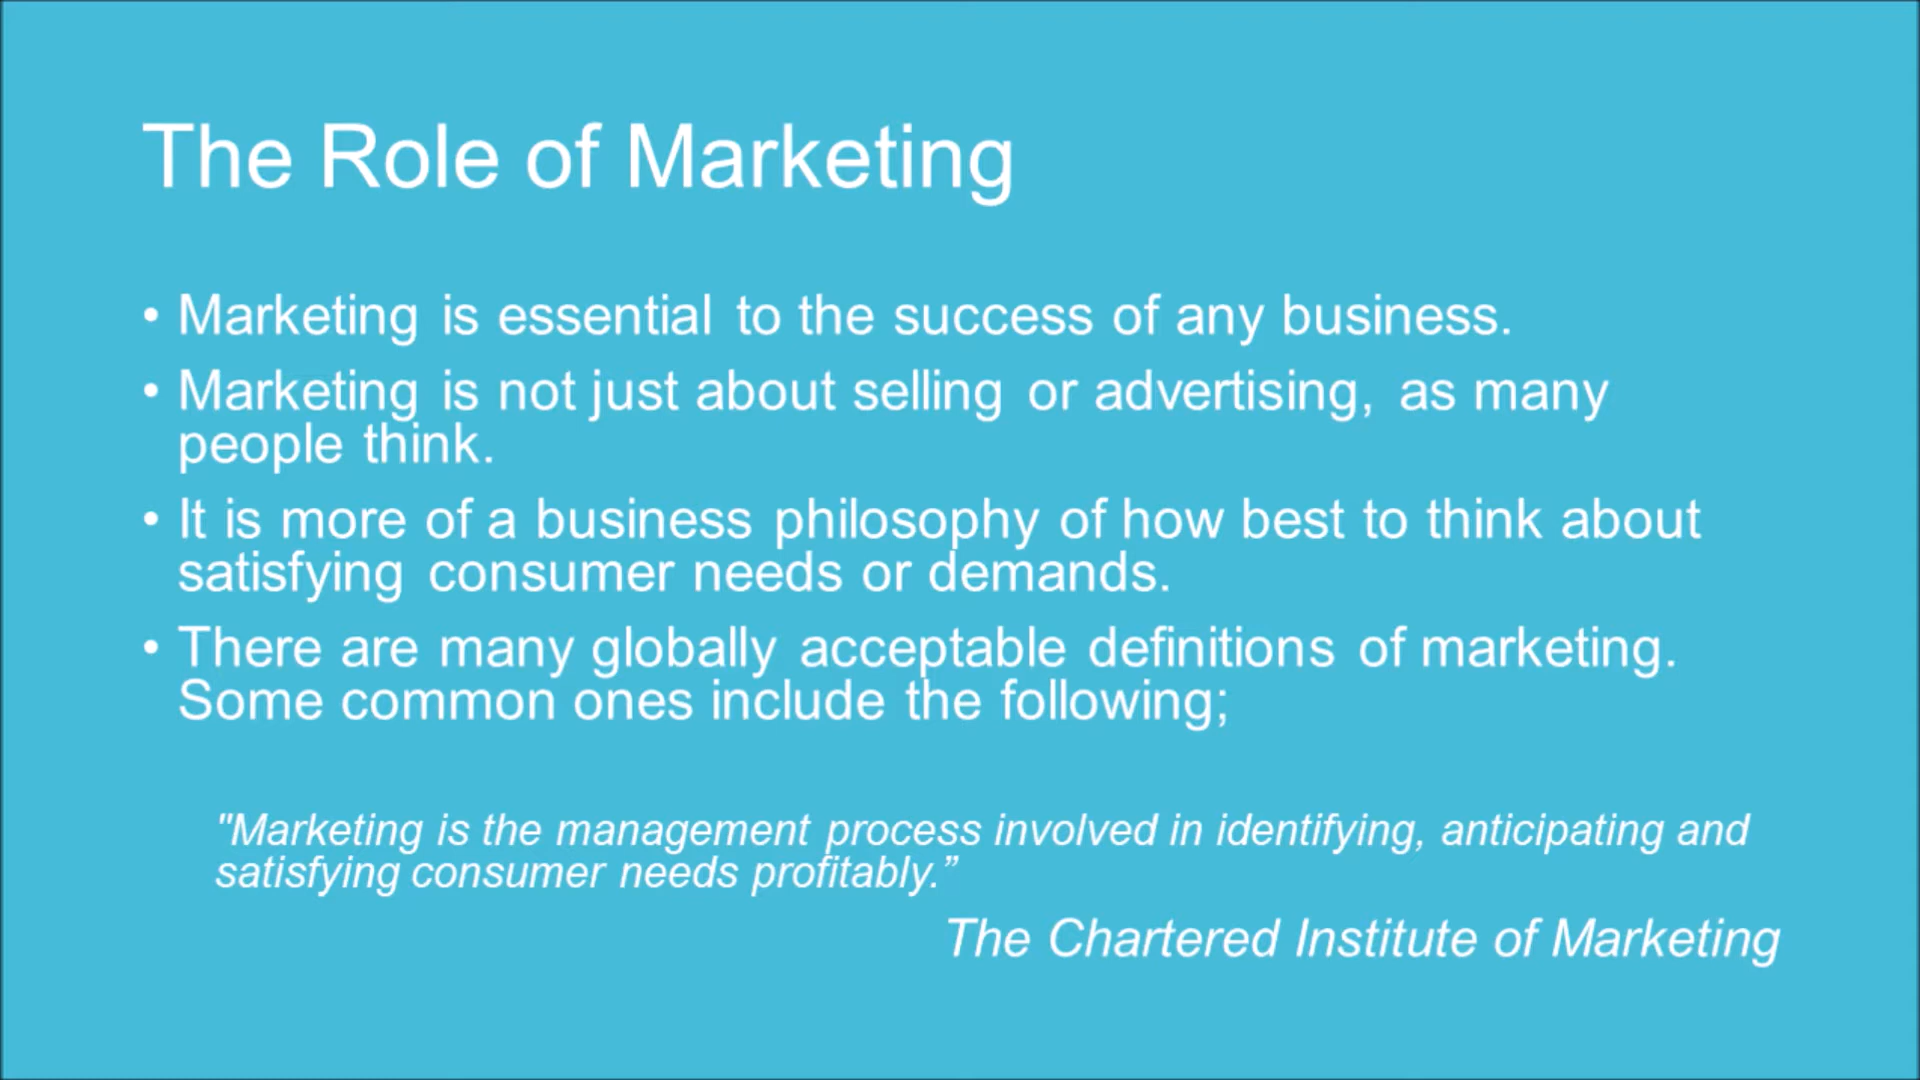 The Role of Marketing
• Marketing is essential to the success of any business.
• Marketing is not just about selling or advertising, as many
people think.
• It is more of a business philosophy of how best to think about
satisfying consumer needs or demands.
• There are many globally acceptable definitions of marketing.
Some common ones include the following;
"Marketing is the management process involved in identifying, anticipating and
satisfying consumer needs profitably.”
The Chartered Institute of Marketing